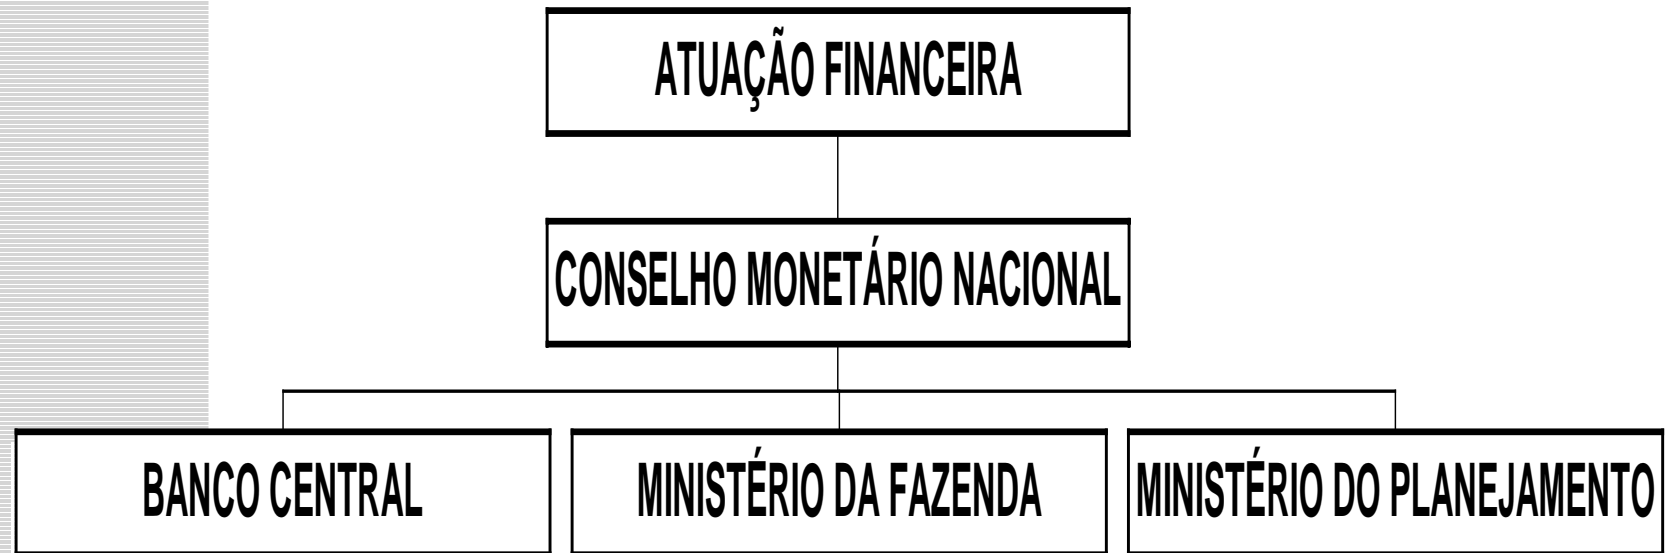 ATUAÇÃO FINANCEIRA
CONSELHO MONETÁRIO NACIONAL
BANCO CENTRAL
MINISTÉRIO DA FAZENDA
MINISTÉRIO DO PLANEJAMENTO